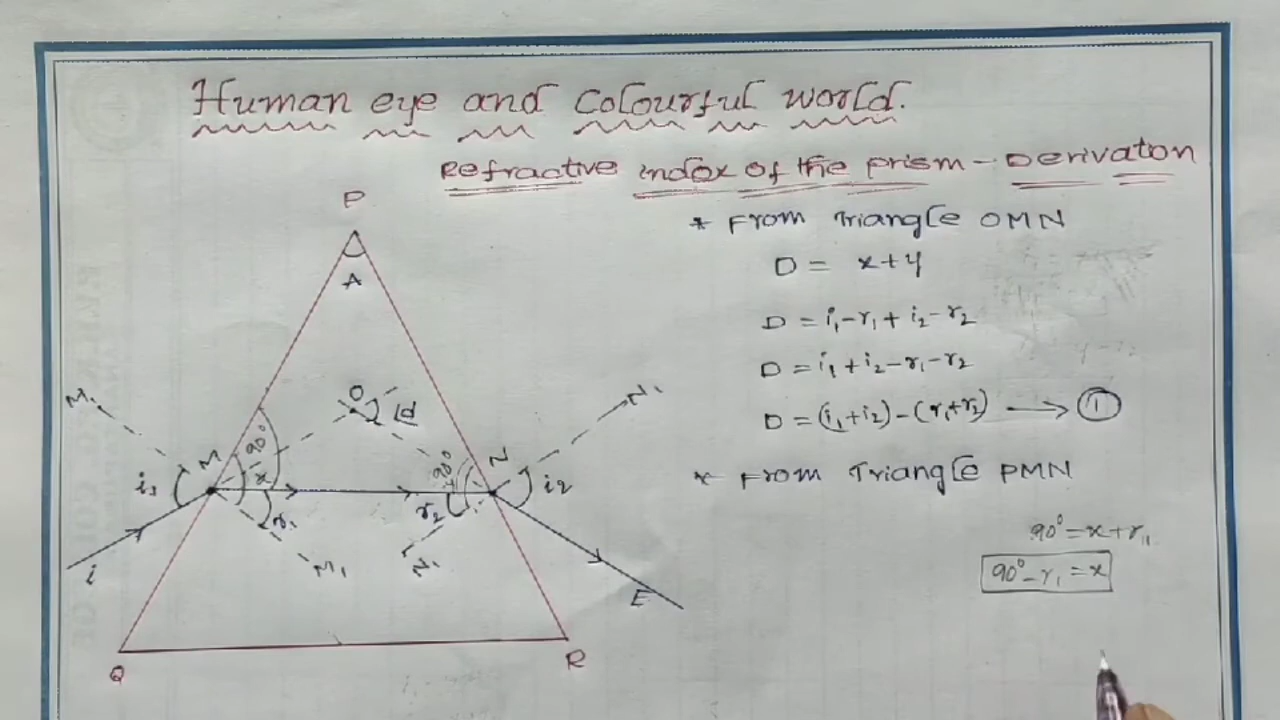 Human eye and Colourful world.
Refractive index of the prism - Derivaton
P
A
* From Triangle OMN
D = x+y
D = i₁-r₁+i₂-r₂
D = i₁+i₂-r₁-r₂
D = (i₁+i₂)-(r₁+r₂) → ①
* From Triangle PMN
90° = x+r₁
90°-r₁ = x
O
d
M
90°
x
90°
N
N₁
i₁
i₂
r₁
r₂
M₁
N₁
i
E
Q
R